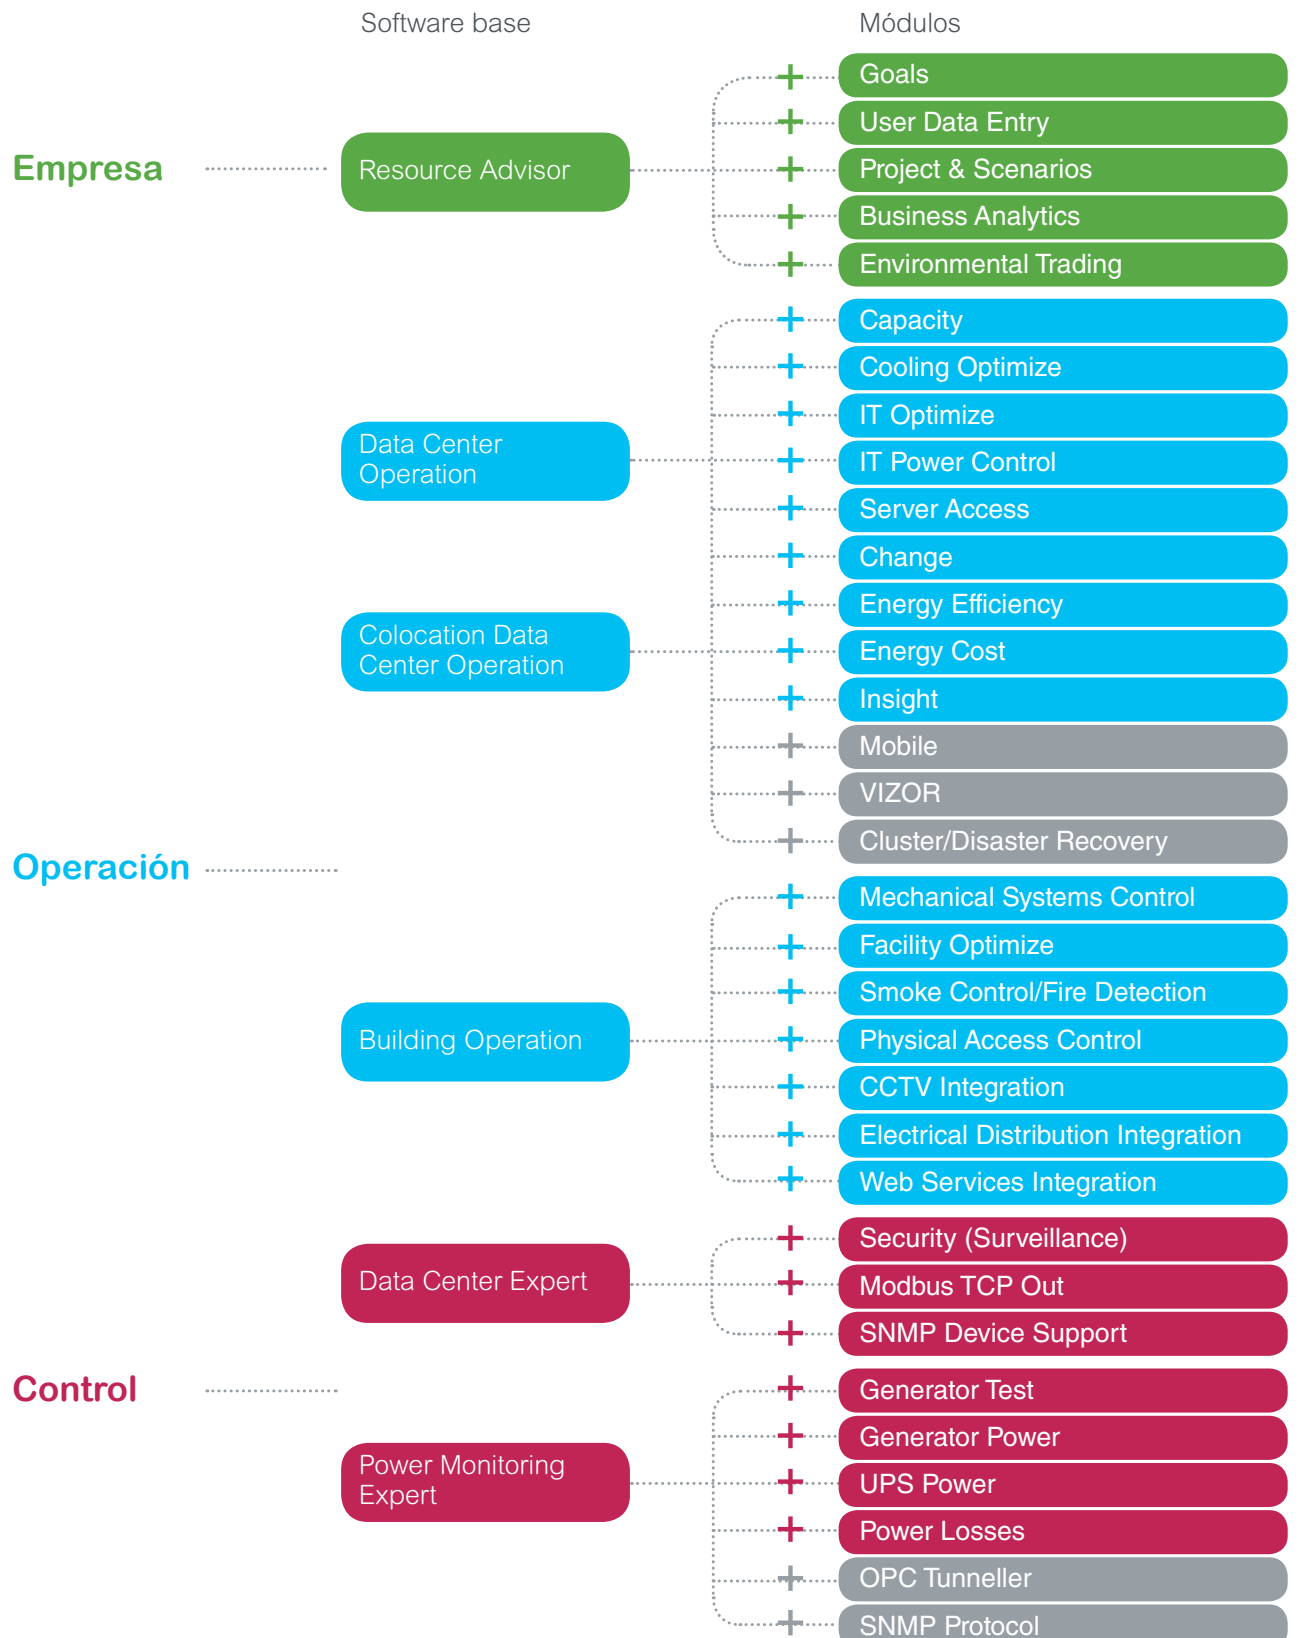 Software base
Módulos
Empresa
Resource Advisor
Goals
User Data Entry
Project & Scenarios
Business Analytics
Environmental Trading
Operación
Data Center
Operation
Colocation Data
Center Operation
Capacity
Cooling Optimize
IT Optimize
IT Power Control
Server Access
Change
Energy Efficiency
Energy Cost
Insight
Mobile
VIZOR
Cluster/Disaster Recovery
Building Operation
Mechanical Systems Control
Facility Optimize
Smoke Control/Fire Detection
Physical Access Control
CCTV Integration
Electrical Distribution Integration
Web Services Integration
Control
Data Center Expert
Security (Surveillance)
Modbus TCP Out
SNMP Device Support
Power Monitoring
Expert
Generator Test
Generator Power
UPS Power
Power Losses
OPC Tunneller
SNMP Protocol